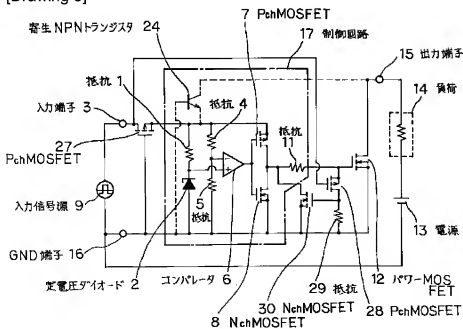 7 PchMOSFET
寄生NPNトランジスタ 24
17 制御回路
15 出力端子
14 負荷
抵抗 1
抵抗 4
入力端子 3
27
PchMOSFET
抵抗
11
入力信号源 9
5 抵抗
13 電源
GND端子 16
定電圧ダイオード 2
コンパレータ 6
29 抵抗
12 パワーMOS
FET
30 NchMOSFET
28 PchMOSFET
8 NchMOSFET